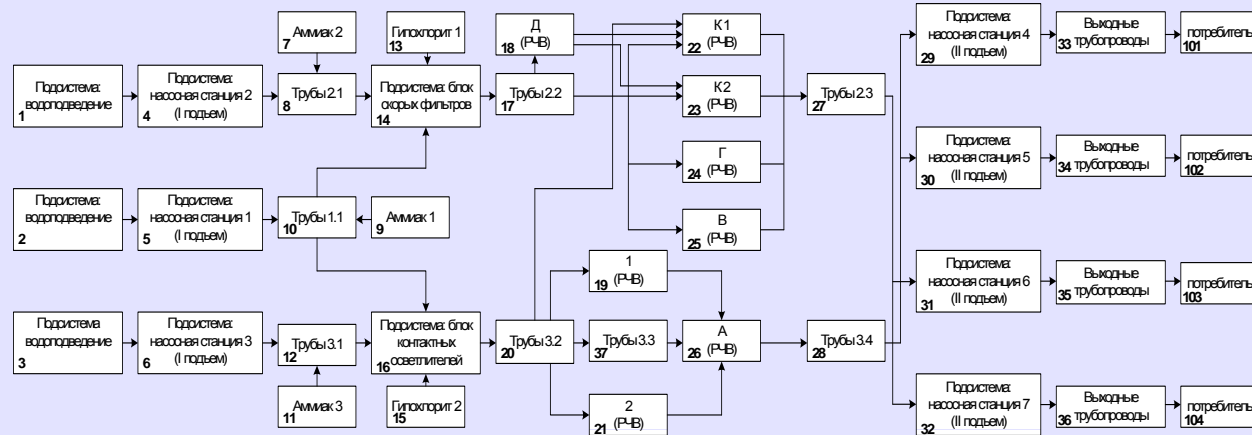 Подсистема:
водоподведение
1
Подсистема:
насосная станция 2
(I подъем)
4
Аммиак 2
7
Трубы 2.1
8
Гипохлорит 1
13
Подсистема: блок
скорых фильтров
14
Д
(РЧВ)
18
Трубы 2.2
17
К1
(РЧВ)
22
К2
(РЧВ)
23
Г
(РЧВ)
24
В
(РЧВ)
25
Трубы 2.3
27
Подсистема:
водоподведение
2
Подсистема:
насосная станция 1
(I подъем)
5
Трубы 1.1
10
Аммиак 1
9
Подсистема
водоподведение
3
Подсистема:
насосная станция 3
(I подъем)
6
Трубы 3.1
12
Аммиак 3
11
Подсистема: блок
контактных
осветлителей
16
Гипохлорит 2
15
Трубы 3.2
20
1
(РЧВ)
19
Трубы 3.3
37
2
(РЧВ)
21
А
(РЧВ)
26
Трубы 3.4
28
Подсистема:
насосная станция 4
(II подъем)
29
Выходные
трубопроводы
33
потребитель
101
Подсистема:
насосная станция 5
(II подъем)
30
Выходные
трубопроводы
34
потребитель
102
Подсистема:
насосная станция 6
(II подъем)
31
Выходные
трубопроводы
35
потребитель
103
Подсистема:
насосная станция 7
(II подъем)
32
Выходные
трубопроводы
36
потребитель
104